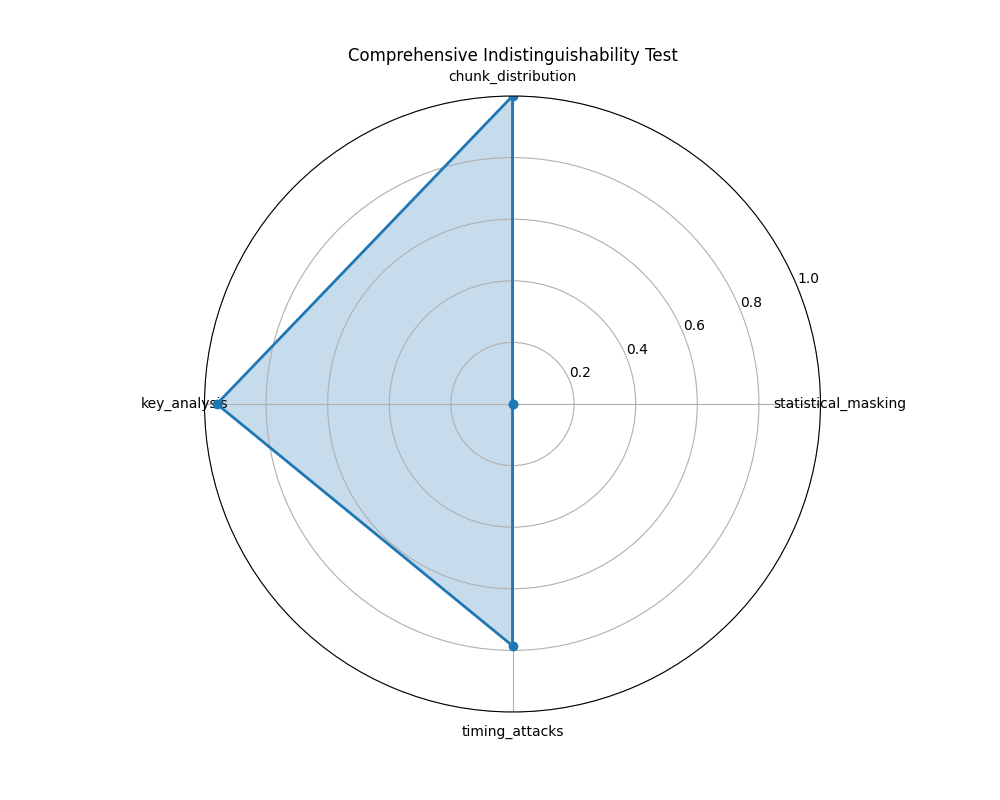 Comprehensive Indistinguishability Test
chunk_distribution
1.0
0.8
0.6
0.4
0.2
key_analysis
statistical_masking
timing_attacks